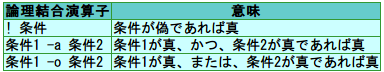 論理結合演算子 意味
! 条件 条件が偽であれば真
条件1 -a 条件2 条件1が真、かつ、条件2が真であれば真
条件1 -o 条件2 条件1が真、または、条件2が真であれば真